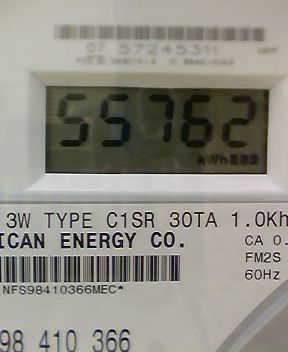 07 57245311
55762
kWh
3W TYPE C1SR 30TA 1.0Kh
ICAN ENERGY CO.
CA 0.
FM2S
60Hz
*NFS98410366MEC*
98 410 366